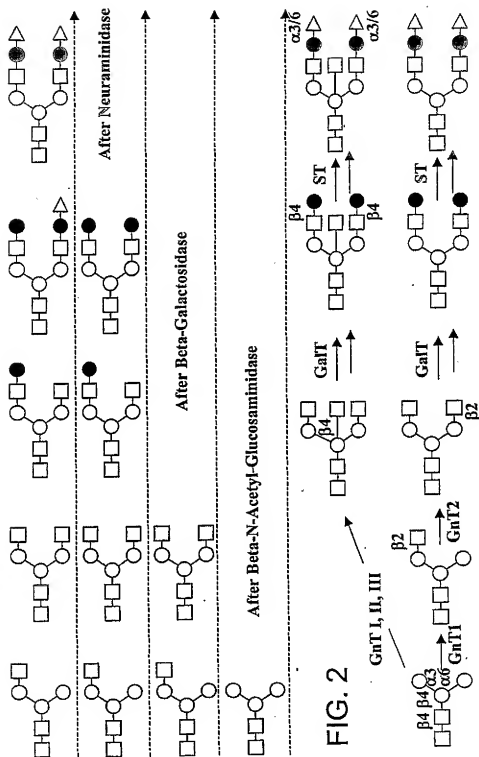 After Neuraminidase
After Beta-Galactosidase
After Beta-N-Acetyl-Glucosaminidase
FIG. 2
GnT I, II, III
β4
GalT
β4
β4
ST
α3/6
α3/6
β4 β4
α3
α6
GnT1
β2
GnT2
β2
GalT
ST